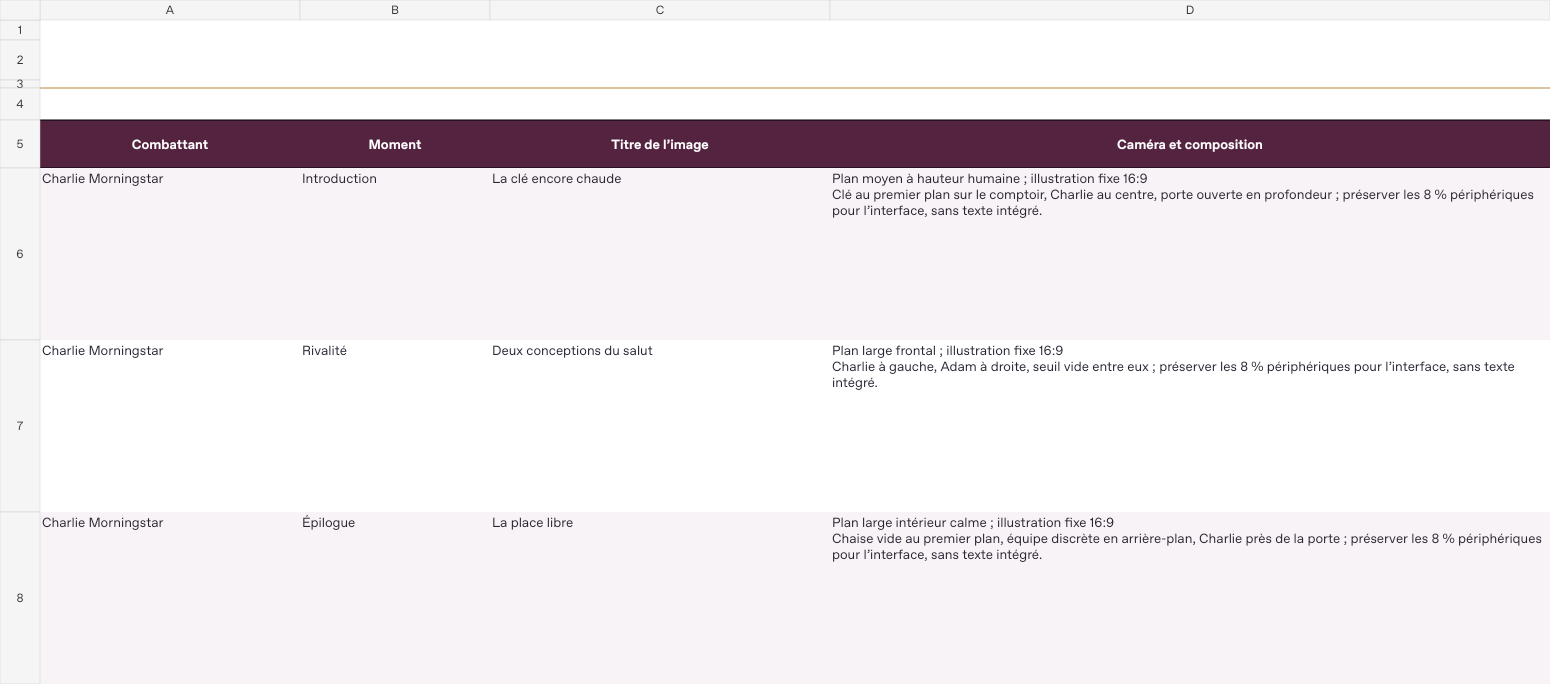 A B C D
1
2
3
4
5 Combattant Moment Titre de l’image Caméra et composition
6 Charlie Morningstar Introduction La clé encore chaude Plan moyen à hauteur humaine ; illustration fixe 16:9
Clé au premier plan sur le comptoir, Charlie au centre, porte ouverte en profondeur ; préserver les 8 % périphériques
pour l’interface, sans texte intégré.
7 Charlie Morningstar Rivalité Deux conceptions du salut Plan large frontal ; illustration fixe 16:9
Charlie à gauche, Adam à droite, seuil vide entre eux ; préserver les 8 % périphériques pour l’interface, sans texte
intégré.
8 Charlie Morningstar Épilogue La place libre Plan large intérieur calme ; illustration fixe 16:9
Chaise vide au premier plan, équipe discrète en arrière-plan, Charlie près de la porte ; préserver les 8 % périphériques
pour l’interface, sans texte intégré.